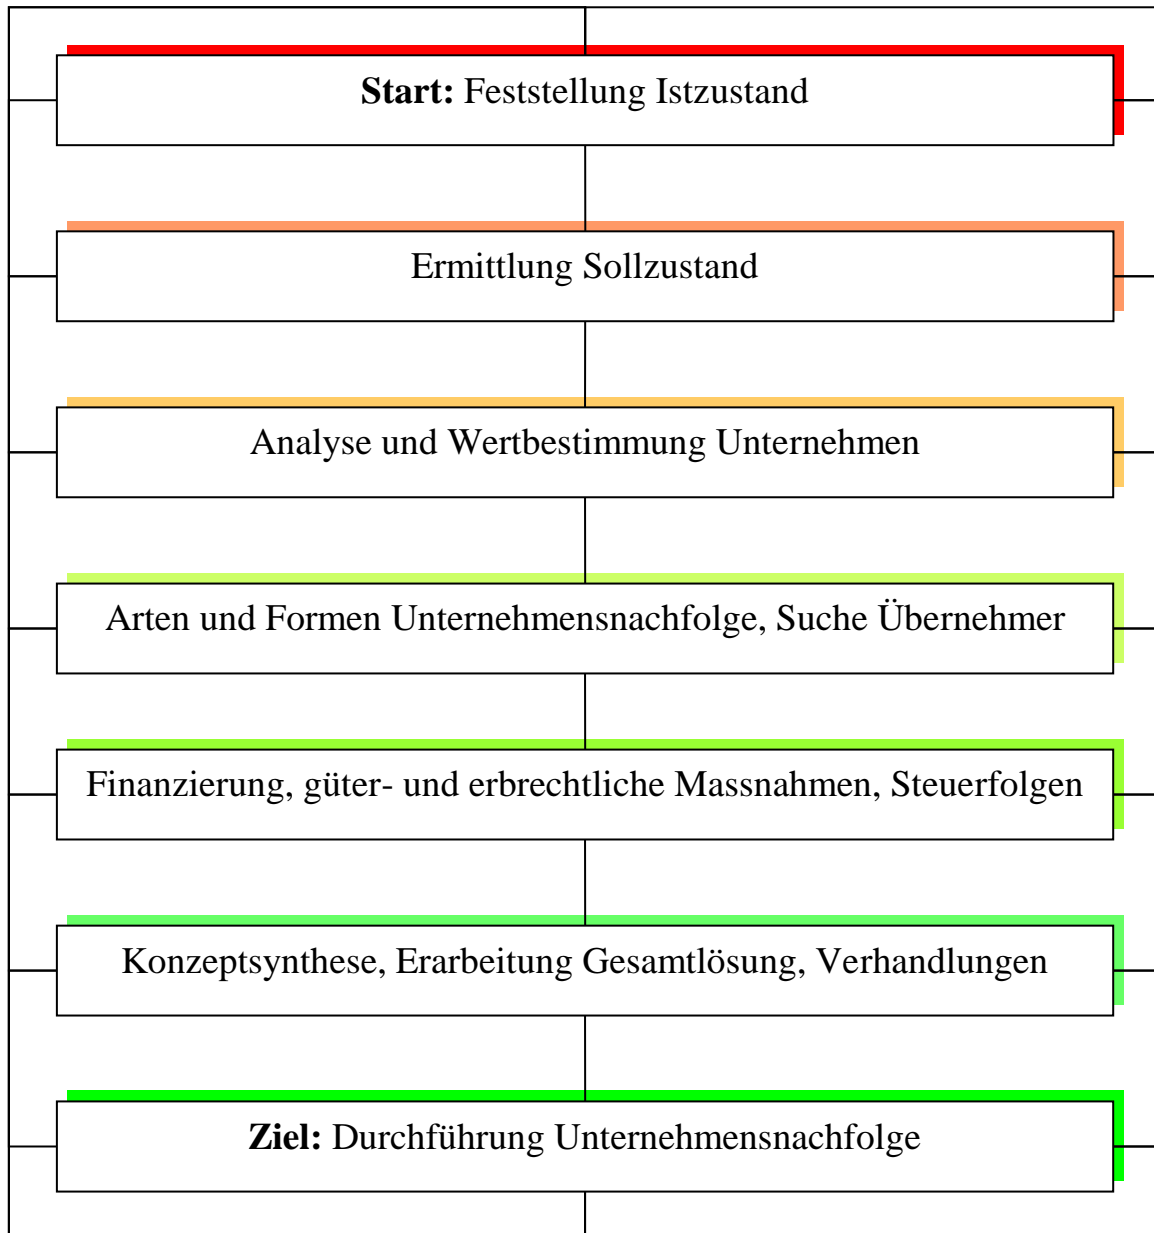 Start: Feststellung Istzustand
Ermittlung Sollzustand
Analyse und Wertbestimmung Unternehmen
Arten und Formen Unternehmensnachfolge, Suche Übernehmer
Finanzierung, güter- und erbrechtliche Massnahmen, Steuerfolgen
Konzeptsynthese, Erarbeitung Gesamtlösung, Verhandlungen
Ziel: Durchführung Unternehmensnachfolge